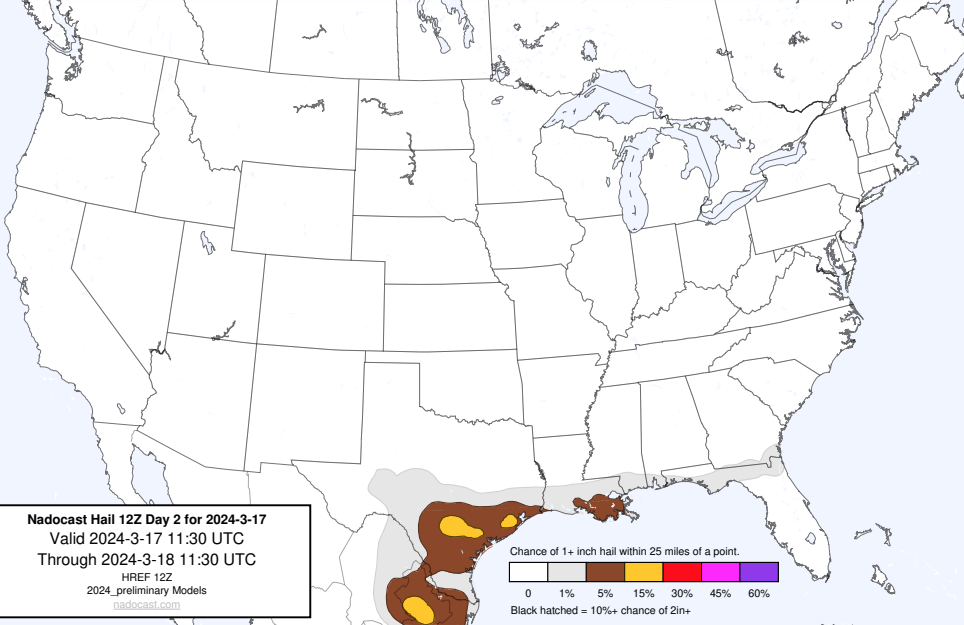 Nadocast Hail 12Z Day 2 for 2024-3-17
Valid 2024-3-17 11:30 UTC
Through 2024-3-18 11:30 UTC
HREF 12Z
2024_preliminary Models
nadocast.com
Chance of 1+ inch hail within 25 miles of a point.
0 1% 5% 15% 30% 45% 60%
Black hatched = 10%+ chance of 2in+